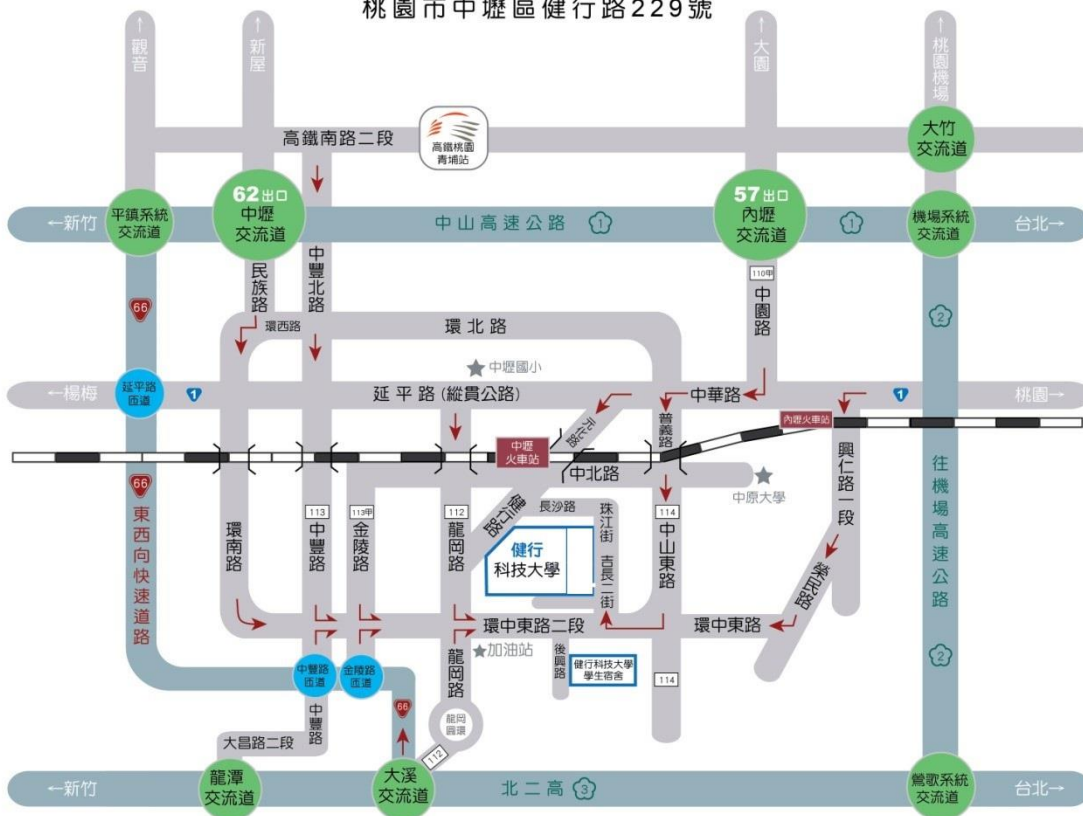 桃園市中壢區健行路229號
↑觀音
↑新屋
↑大園
↑桃園機場
高鐵南路二段
高鐵桃園
青埔站
大竹
交流道
←新竹
平鎮系統
交流道
62出口
中壢
交流道
中山高速公路
1
57出口
內壢
交流道
1
機場系統
交流道
台北→
66
民族路
中豐北路
110甲
中園路
2
環西路
環北路
中壢國小
←楊梅
延平路
匝道
1
延平路(縱貫公路)
中華路
1
桃園→
元化路
普義路
內壢火車站
中壢
火車站
中北路
中原大學
興仁路一段
66
東西向快速道路
環南路
113
中豐路
113甲
金陵路
112
龍岡路
健行路
長沙路
珠江街
吉長二街
114
中山東路
榮民路
往機場高速公路
健行
科技大學
環中東路二段
環中東路
加油站
龍岡路
後興路
健行科技大學
學生宿舍
114
2
中豐路
匝道
金陵路
匝道
中豐路
66
龍岡
圓環
112
大昌路二段
←新竹
龍潭
交流道
大溪
交流道
北二高
3
鶯歌系統
交流道
台北→